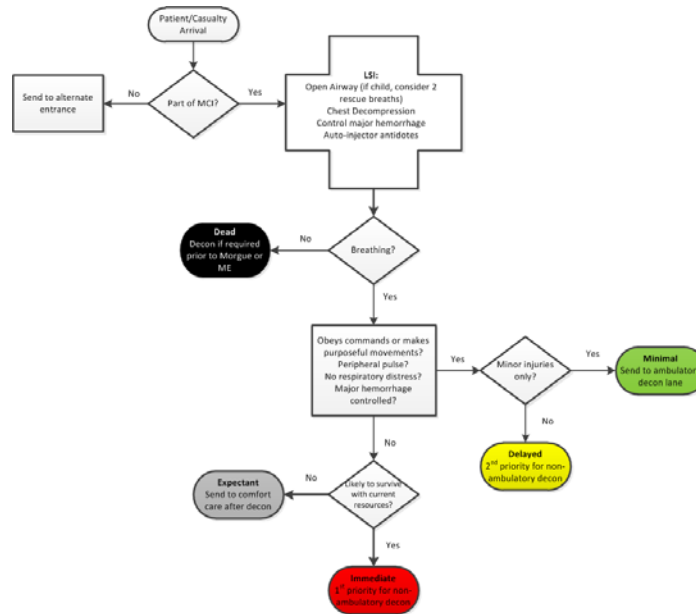 Patient/Casualty
Arrival
Part of MCI?
No
Yes
Send to alternate
entrance
LSI:
Open Airway (if child, consider 2
rescue breaths)
Chest Decompression
Control major hemorrhage
Auto-injector antidotes
Breathing?
No
Yes
Dead
Decon if required
prior to Morgue or
ME
Obeys commands or makes
purposeful movements?
Peripheral pulse?
No respiratory distress?
Major hemorrhage
controlled?
Yes
No
Minor injuries
only?
Yes
No
Minimal
Send to ambulatory
decon lane
Delayed
2nd priority for non-
ambulatory decon
Likely to survive
with current
resources?
No
Yes
Expectant
Send to comfort
care after decon
Immediate
1st priority for non-
ambulatory decon